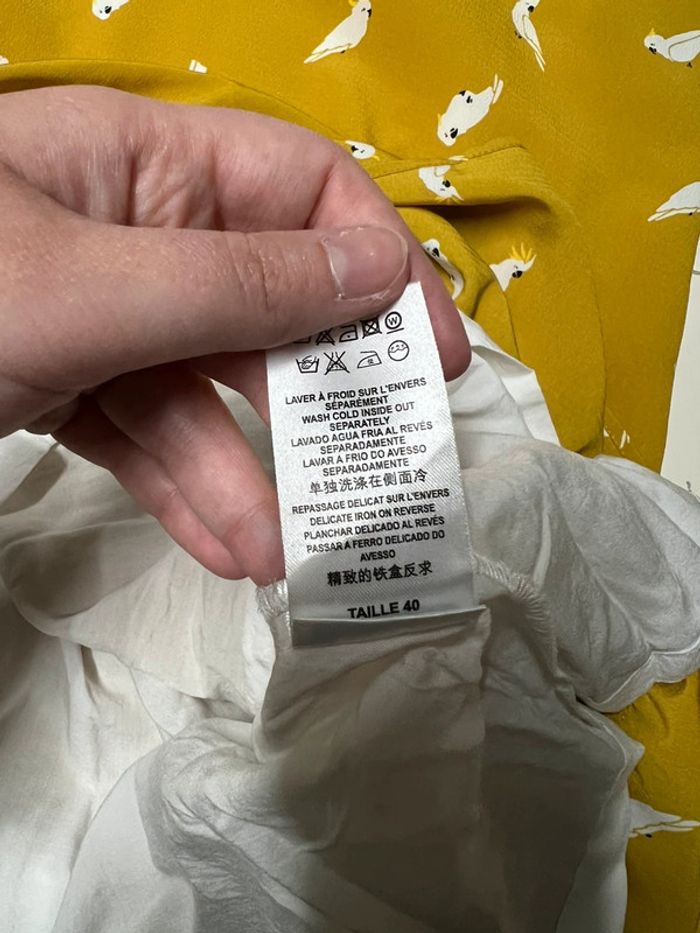 W
LAVER À FROID SUR L'ENVERS
SÉPARÉMENT
WASH COLD INSIDE OUT
SEPARATELY
LAVADO AGUA FRIA AL REVÉS
SEPARADAMENTE
LAVAR A FRIO DO AVESSO
SEPARADAMENTE
单独洗涤在侧面冷
REPASSAGE DELICAT SUR L'ENVERS
DELICATE IRON ON REVERSE
PLANCHAR DELICADO AL REVÉS
PASSAR A FERRO DELICADO DO
AVESSO
精致的铁盒反求
TAILLE 40